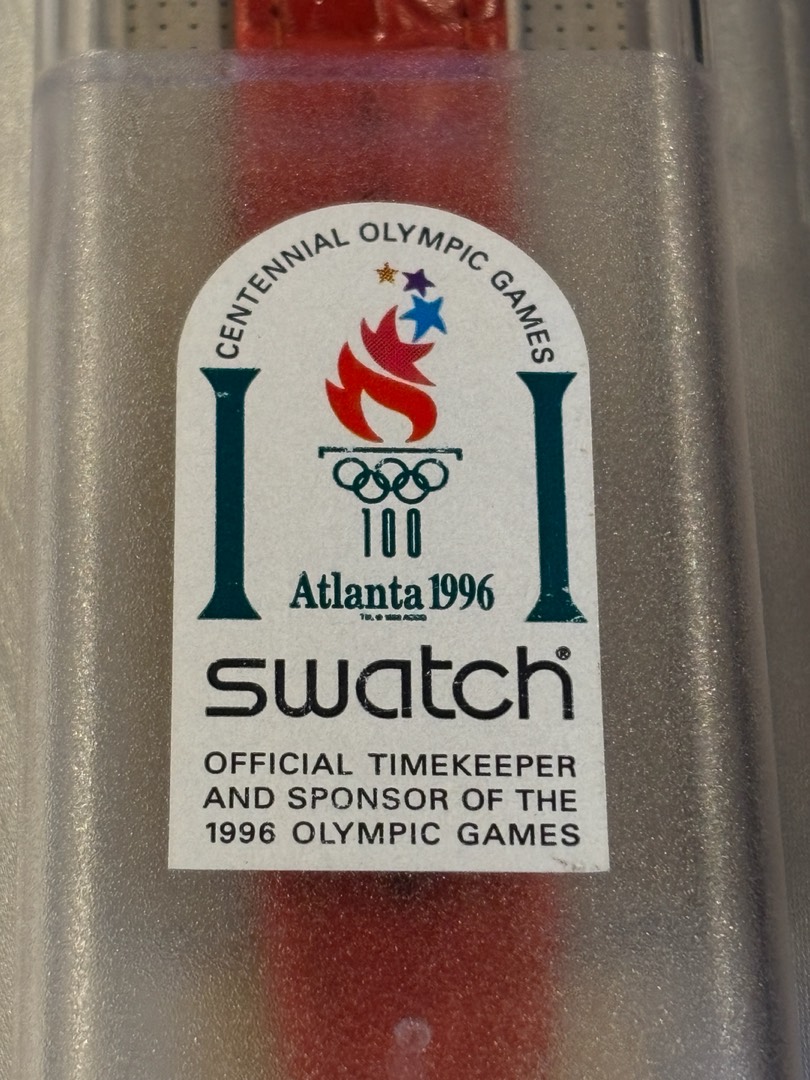 CENTENNIAL OLYMPIC GAMES
100
Atlanta 1996
swatch®
OFFICIAL TIMEKEEPER
AND SPONSOR OF THE
1996 OLYMPIC GAMES